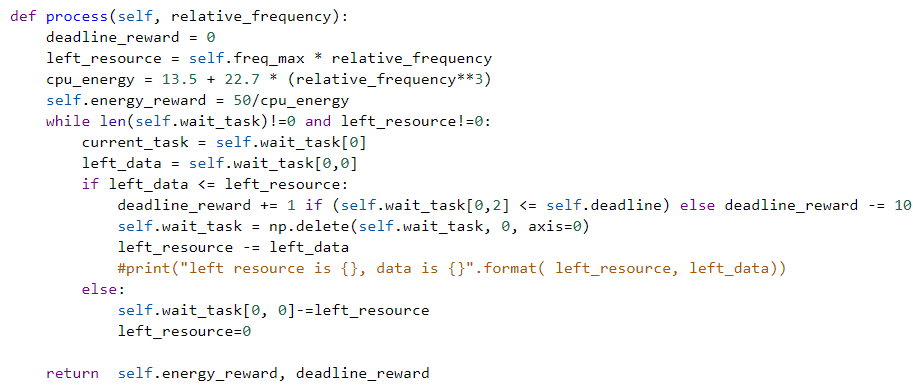 def process(self, relative_frequency):
    deadline_reward = 0
    left_resource = self.freq_max * relative_frequency
    cpu_energy = 13.5 + 22.7 * (relative_frequency**3)
    self.energy_reward = 50/cpu_energy
    while len(self.wait_task)!=0 and left_resource!=0:
        current_task = self.wait_task[0]
        left_data = self.wait_task[0,0]
        if left_data <= left_resource:
            deadline_reward += 1 if (self.wait_task[0,2] <= self.deadline) else deadline_reward -= 10
            self.wait_task = np.delete(self.wait_task, 0, axis=0)
            left_resource -= left_data
            #print("left resource is {}, data is {}".format( left_resource, left_data))
        else:
            self.wait_task[0, 0]-=left_resource
            left_resource=0
    return  self.energy_reward, deadline_reward